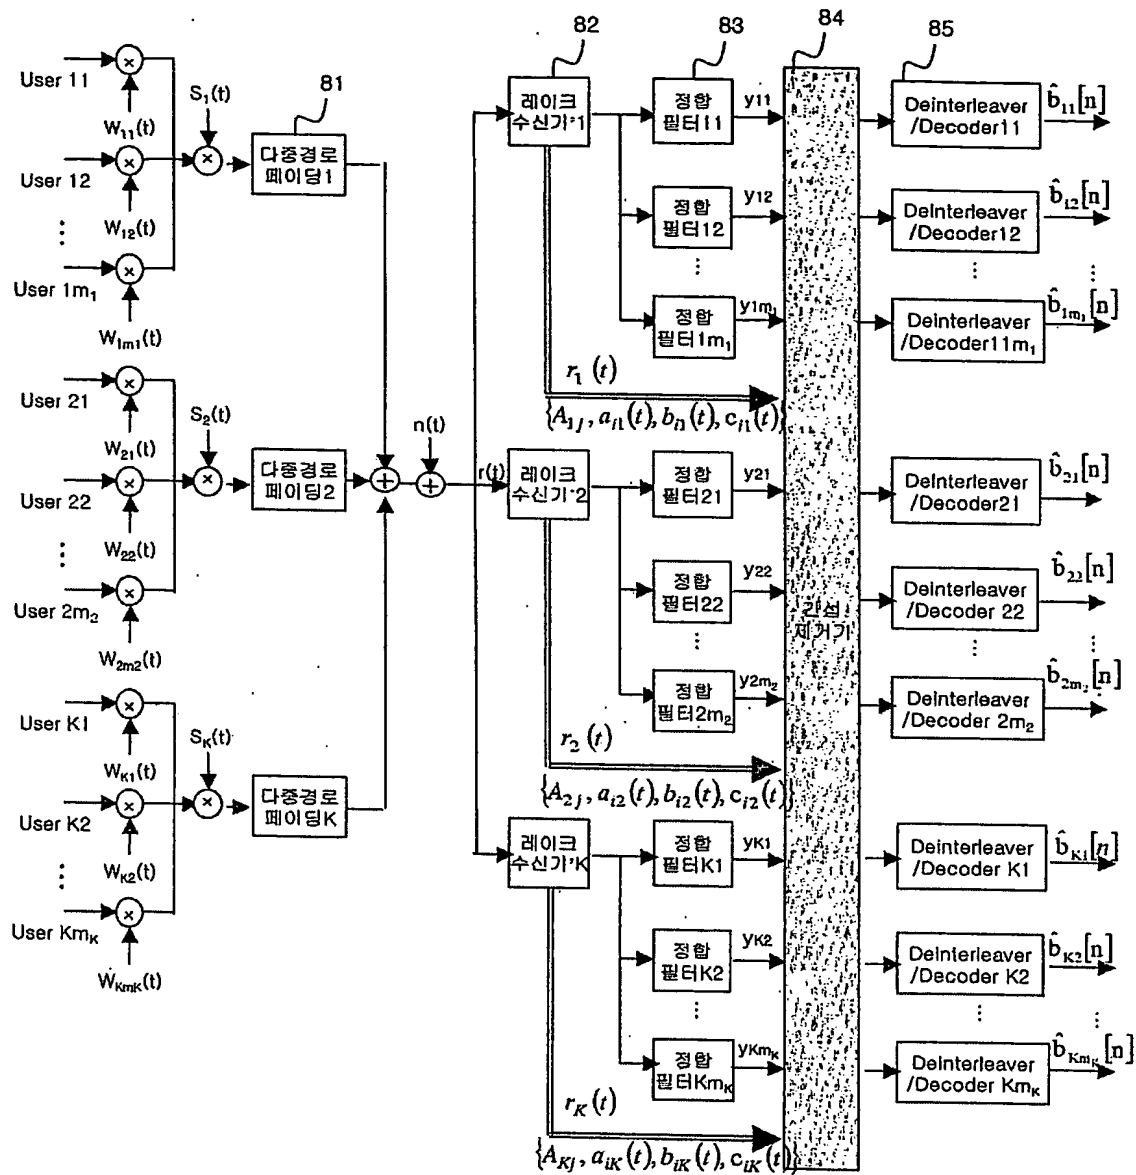 81
82
83
84
85
User 11
W11(t)
User 12
W12(t)
User 1m1
W1m1(t)
S1(t)
다중경로
페이딩1
User 21
W21(t)
User 22
W22(t)
User 2m2
W2m2(t)
S2(t)
다중경로
페이딩2
User K1
WK1(t)
User K2
WK2(t)
User KmK
WKmK(t)
SK(t)
다중경로
페이딩K
n(t)
r(t)
레이크
수신기1
정합
필터11
y11
정합
필터12
y12
정합
필터1m1
y1m1
r1(t)
{A1j, ai1(t), bi1(t), ci1(t)}
레이크
수신기2
정합
필터21
y21
정합
필터22
y22
정합
필터2m2
y2m2
r2(t)
{A2j, ai2(t), bi2(t), ci2(t)}
레이크
수신기K
정합
필터K1
yK1
정합
필터K2
yK2
정합
필터KmK
yKmK
rK(t)
{AKj, aiK(t), biK(t), ciK(t)}
간섭
제거기
Deinterleaver
/Decoder11
b̂11[n]
Deinterleaver
/Decoder12
b̂12[n]
Deinterleaver
/Decoder11m1
b̂1m1[n]
Deinterleaver
/Decoder21
b̂21[n]
Deinterleaver
/Decoder 22
b̂22[n]
Deinterleaver
/Decoder 2m2
b̂2m2[n]
Deinterleaver
/Decoder K1
b̂K1[n]
Deinterleaver
/Decoder K2
b̂K2[n]
Deinterleaver
/Decoder KmK
b̂KmK[n]